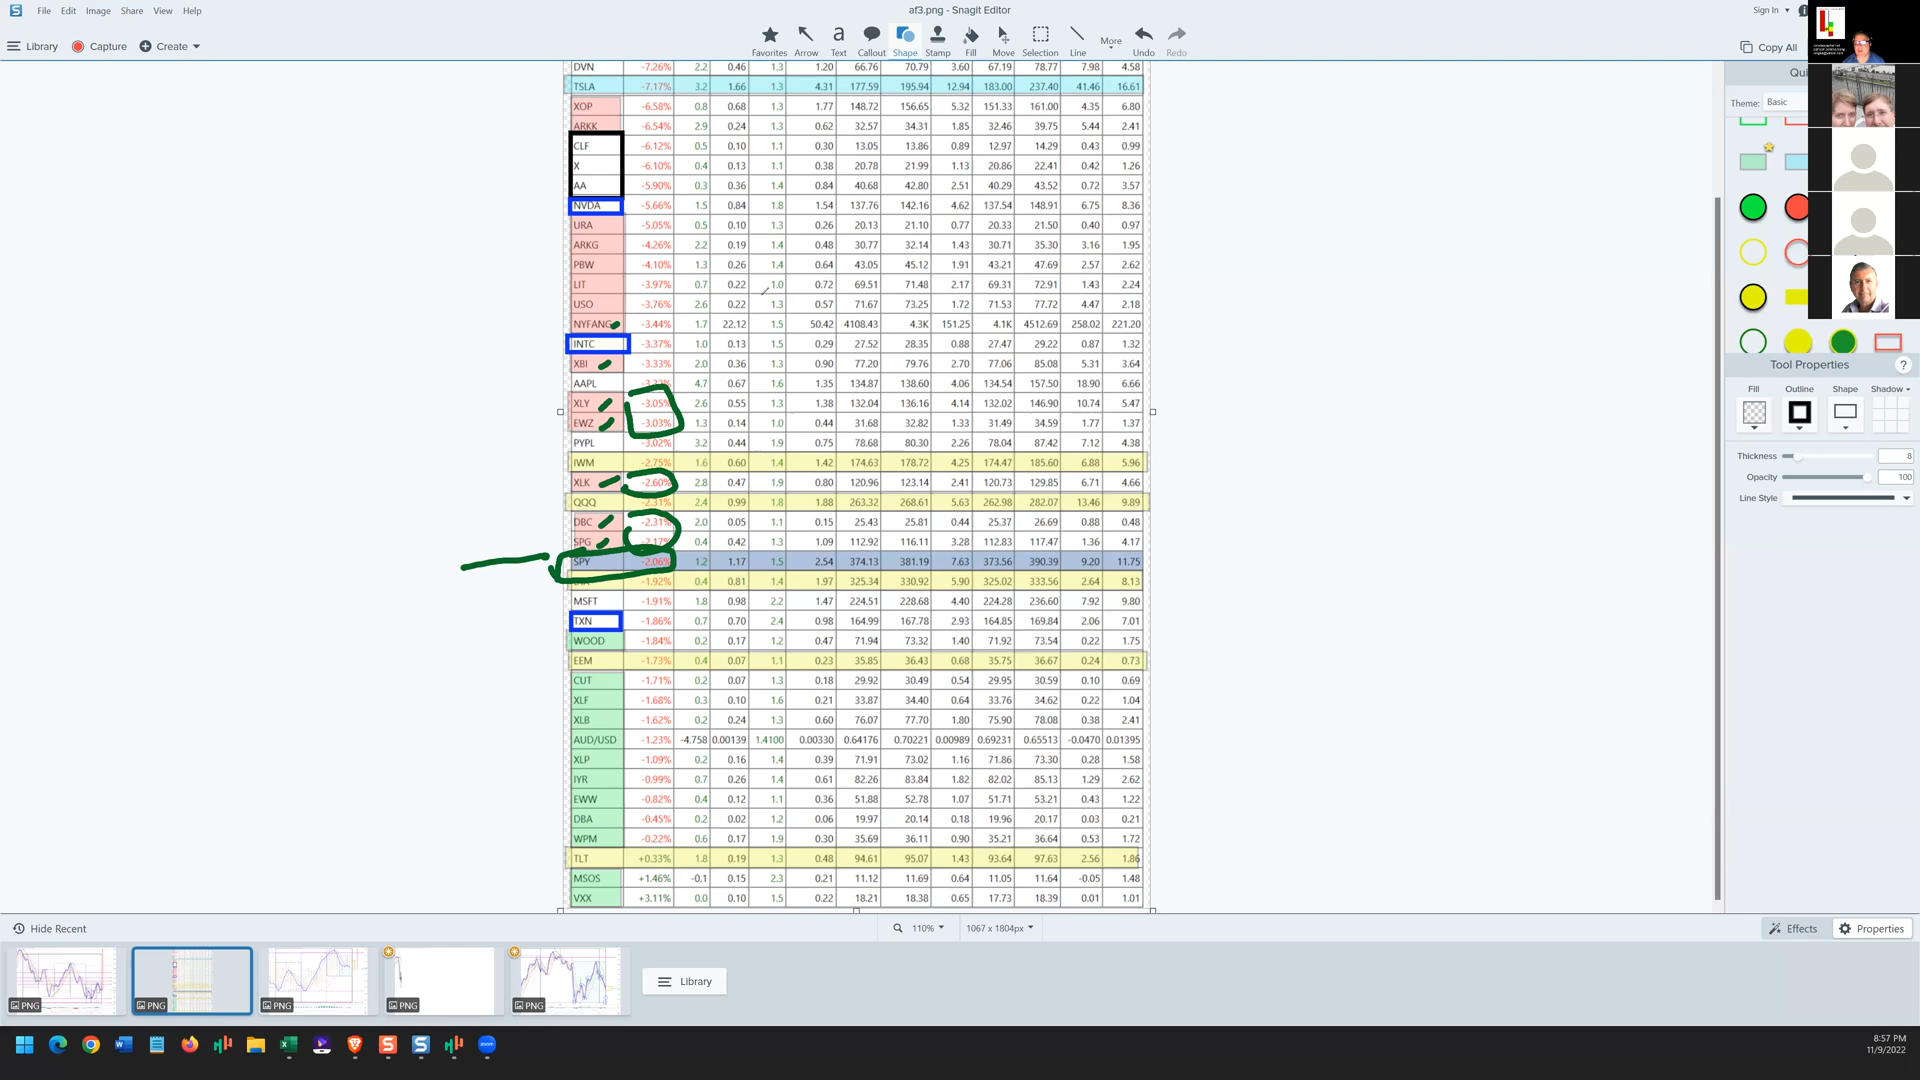 af3.png - Snagit Editor
File Edit Image Share View Help
Sign In
Library Capture Create
Favorites Arrow Text Callout Shape Stamp Fill Move Selection Line More Undo Redo
Copy All
DVN -7.26% 2.2 0.46 1.3 1.20 66.76 70.79 3.60 67.19 78.77 7.98 4.58
TSLA -7.17% 3.2 1.66 1.3 4.31 177.59 195.94 12.94 183.00 237.40 41.46 16.61
XOP -6.58% 0.8 0.68 1.3 1.77 148.72 156.65 5.32 151.33 161.00 4.35 6.80
ARKK -6.54% 2.9 0.24 1.3 0.62 32.57 34.31 1.85 32.46 39.75 5.44 2.41
CLF -6.12% 0.5 0.10 1.1 0.30 13.05 13.86 0.89 12.97 14.29 0.43 0.99
X -6.10% 0.4 0.13 1.1 0.38 20.78 21.99 1.13 20.86 22.41 0.42 1.26
AA -5.90% 0.3 0.36 1.4 0.84 40.68 42.80 2.51 40.29 43.52 0.72 3.57
NVDA -5.66% 1.5 0.84 1.8 1.54 137.76 142.16 4.62 137.54 148.91 6.75 8.36
URA -5.05% 0.5 0.10 1.3 0.26 20.13 21.10 0.77 20.33 21.50 0.40 0.97
ARKG -4.26% 2.2 0.19 1.4 0.48 30.77 32.14 1.43 30.71 35.30 3.16 1.95
PBW -4.10% 1.3 0.26 1.4 0.64 43.05 45.12 1.91 43.21 47.69 2.57 2.62
LIT -3.97% 0.7 0.22 1.0 0.72 69.51 71.48 2.17 69.31 72.91 1.43 2.24
USO -3.76% 2.6 0.22 1.3 0.57 71.67 73.25 1.72 71.53 77.72 4.47 2.18
NYFANG -3.44% 1.7 22.12 1.5 50.42 4108.43 4.3K 151.25 4.1K 4512.69 258.02 221.20
INTC -3.37% 1.0 0.13 1.5 0.29 27.52 28.35 0.88 27.47 29.22 0.87 1.32
XBI -3.33% 2.0 0.36 1.3 0.90 77.20 79.76 2.70 77.06 85.08 5.31 3.64
AAPL 4.7 0.67 1.6 1.35 134.87 138.60 4.06 134.54 157.50 18.90 6.66
XLY -3.05% 2.6 0.55 1.3 1.38 132.04 136.16 4.14 132.02 146.90 10.74 5.47
EWZ -3.03% 1.3 0.14 1.0 0.44 31.68 32.82 1.33 31.49 34.59 1.77 1.37
PYPL -3.02% 3.2 0.44 1.9 0.75 78.68 80.30 2.26 78.04 87.42 7.12 4.38
IWM -2.75% 1.6 0.60 1.4 1.42 174.63 178.72 4.25 174.47 185.60 6.88 5.96
XLK -2.60% 2.8 0.47 1.9 0.80 120.96 123.14 2.41 120.73 129.85 6.71 4.66
QQQ -2.31% 2.4 0.99 1.8 1.88 263.32 268.61 5.63 262.98 282.07 13.46 9.89
DBC -2.31% 2.0 0.05 1.1 0.15 25.43 25.81 0.44 25.37 26.69 0.88 0.48
SPG -2.17% 0.4 0.42 1.3 1.09 112.92 116.11 3.28 112.83 117.47 1.36 4.17
SPY -2.06% 1.2 1.17 1.5 2.54 374.13 381.19 7.63 373.56 390.39 9.20 11.75
-1.92% 0.4 0.81 1.4 1.97 325.34 330.92 5.90 325.02 333.56 2.64 8.13
MSFT -1.91% 1.8 0.98 2.2 1.47 224.51 228.68 4.40 224.28 236.60 7.92 9.80
TXN -1.86% 0.7 0.70 2.4 0.98 164.99 167.78 2.93 164.85 169.84 2.06 7.01
WOOD -1.84% 0.2 0.17 1.2 0.47 71.94 73.32 1.40 71.92 73.54 0.22 1.75
EEM -1.73% 0.4 0.07 1.1 0.23 35.85 36.43 0.68 35.75 36.67 0.24 0.73
CUT -1.71% 0.2 0.07 1.3 0.18 29.92 30.49 0.54 29.95 30.59 0.10 0.69
XLF -1.68% 0.3 0.10 1.6 0.21 33.87 34.40 0.64 33.76 34.62 0.22 1.04
XLB -1.62% 0.2 0.24 1.3 0.60 76.07 77.70 1.80 75.90 78.08 0.38 2.41
AUD/USD -1.23% -4.758 0.00139 1.4100 0.00330 0.64176 0.70221 0.00989 0.69231 0.65513 -0.0470 0.01395
XLP -1.09% 0.2 0.16 1.4 0.39 71.91 73.02 1.16 71.86 73.30 0.28 1.58
IYR -0.99% 0.7 0.26 1.4 0.61 82.26 83.84 1.82 82.02 85.13 1.29 2.62
EWW -0.82% 0.4 0.12 1.1 0.36 51.88 52.78 1.07 51.71 53.21 0.43 1.22
DBA -0.45% 0.2 0.02 1.2 0.06 19.97 20.14 0.18 19.96 20.17 0.03 0.21
WPM -0.22% 0.6 0.17 1.9 0.30 35.69 36.11 0.90 35.21 36.64 0.53 1.72
TLT +0.33% 1.8 0.19 1.3 0.48 94.61 95.07 1.43 93.64 97.63 2.56 1.86
MSOS +1.46% -0.1 0.15 2.3 0.21 11.12 11.69 0.64 11.05 11.64 -0.05 1.48
VXX +3.11% 0.0 0.10 1.5 0.22 18.21 18.38 0.65 17.73 18.39 0.01 1.01
Theme: Basic
Tool Properties ?
Fill Outline Shape Shadow
Thickness 8
Opacity 100
Line Style
Hide Recent
110% 1067 x 1804px
Effects Properties
PNG PNG PNG PNG PNG
Library
zoom
8:57 PM
11/9/2022